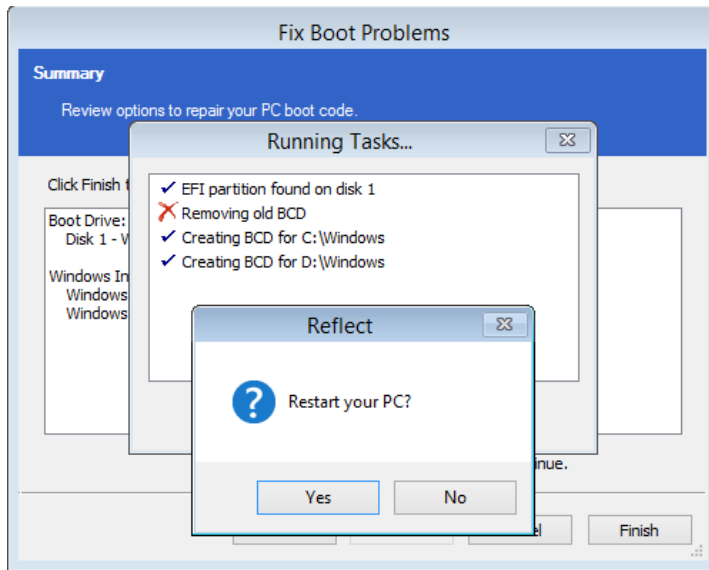 Fix Boot Problems
Summary
Review options to repair your PC boot code.
Running Tasks...
Click Finish t
EFI partition found on disk 1
Removing old BCD
Creating BCD for C:\Windows
Creating BCD for D:\Windows
Boot Drive:
Disk 1 - W
Windows In
Windows
Windows
Reflect
Restart your PC?
Yes
No
inue.
el
Finish